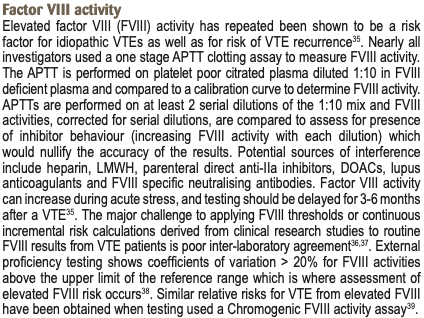 Factor VIII activity
Elevated factor VIII (FVIII) activity has repeated been shown to be a risk
factor for idiopathic VTEs as well as for risk of VTE recurrence³⁵. Nearly all
investigators used a one stage APTT clotting assay to measure FVIII activity.
The APTT is performed on platelet poor citrated plasma diluted 1:10 in FVIII
deficient plasma and compared to a calibration curve to determine FVIII activity.
APTTs are performed on at least 2 serial dilutions of the 1:10 mix and FVIII
activities, corrected for serial dilutions, are compared to assess for presence
of inhibitor behaviour (increasing FVIII activity with each dilution) which
would nullify the accuracy of the results. Potential sources of interference
include heparin, LMWH, parenteral direct anti-IIa inhibitors, DOACs, lupus
anticoagulants and FVIII specific neutralising antibodies. Factor VIII activity
can increase during acute stress, and testing should be delayed for 3-6 months
after a VTE³⁵. The major challenge to applying FVIII thresholds or continuous
incremental risk calculations derived from clinical research studies to routine
FVIII results from VTE patients is poor inter-laboratory agreement³⁶,³⁷. External
proficiency testing shows coefficients of variation > 20% for FVIII activities
above the upper limit of the reference range which is where assessment of
elevated FVIII risk occurs³⁸. Similar relative risks for VTE from elevated FVIII
have been obtained when testing used a Chromogenic FVIII activity assay³⁹.